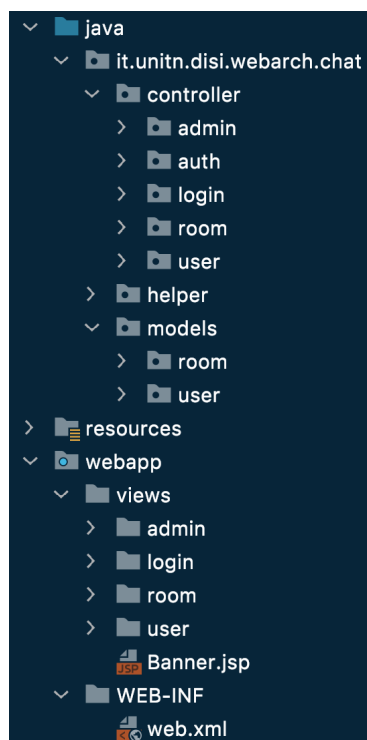 java
it.unitn.disi.webarch.chat
controller
admin
auth
login
room
user
helper
models
room
user
resources
webapp
views
admin
login
room
user
JSP Banner.jsp
WEB-INF
web.xml